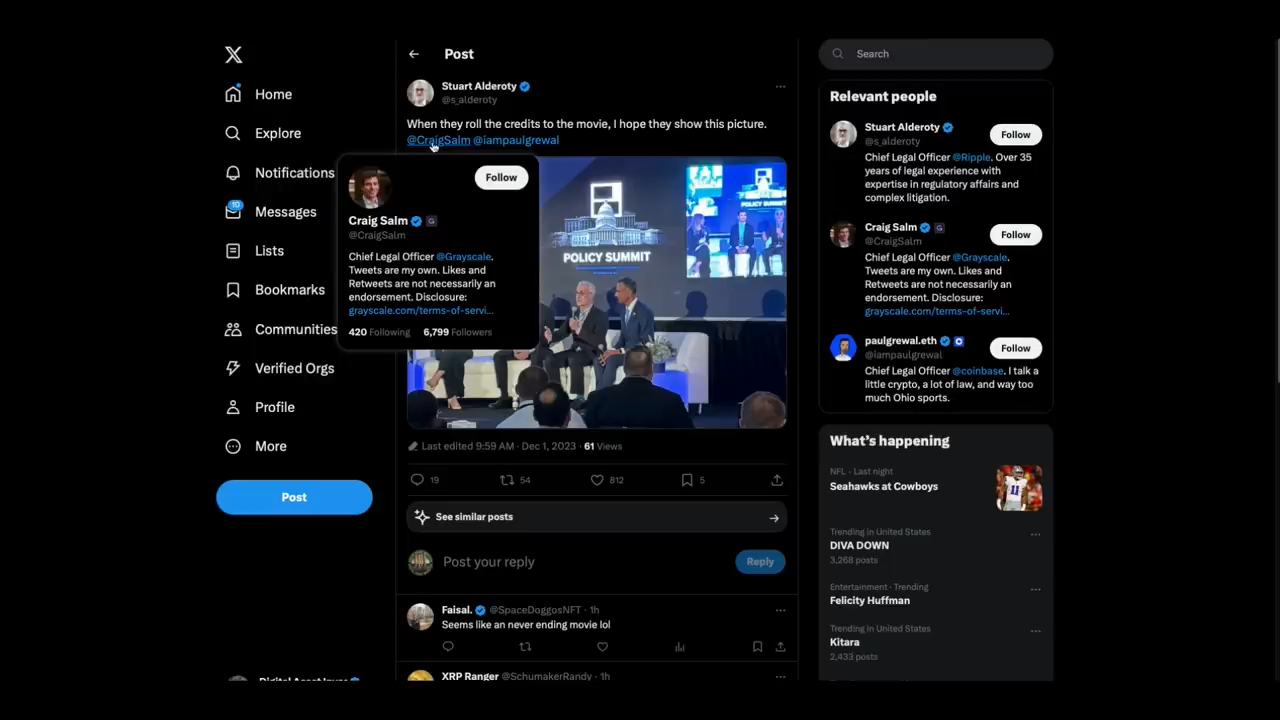 Home
Explore
Notifications
10
Messages
Lists
Bookmarks
Communities
Verified Orgs
Profile
More
Post
Post
Stuart Alderoty
@s_alderoty
When they roll the credits to the movie, I hope they show this picture.
@CraigSalm @iampaulgrewal
Follow
Craig Salm
@CraigSalm
Chief Legal Officer @Grayscale.
Tweets are my own. Likes and
Retweets are not necessarily an
endorsement. Disclosure:
grayscale.com/terms-of-servi...
420 Following 6,799 Followers
POLICY SUMMIT
POLICY SUMMIT
Last edited 9:59 AM · Dec 1, 2023 · 61 Views
19 54 812 5
See similar posts
Post your reply
Reply
Faisal. @SpaceDoggosNFT · 1h
Seems like an never ending movie lol
XRP Ranger @SchumakerRandy · 1h
Search
Relevant people
Stuart Alderoty
@s_alderoty
Follow
Chief Legal Officer @Ripple. Over 35
years of legal experience with
expertise in regulatory affairs and
complex litigation.
Craig Salm
@CraigSalm
Follow
Chief Legal Officer @Grayscale.
Tweets are my own. Likes and
Retweets are not necessarily an
endorsement. Disclosure:
grayscale.com/terms-of-servi...
paulgrewal.eth
@iampaulgrewal
Follow
Chief Legal Officer @coinbase. I talk a
little crypto, a lot of law, and way too
much Ohio sports.
What's happening
NFL · Last night
Seahawks at Cowboys
Trending in United States
DIVA DOWN
3,268 posts
Entertainment · Trending
Felicity Huffman
Trending in United States
Kitara
2,433 posts